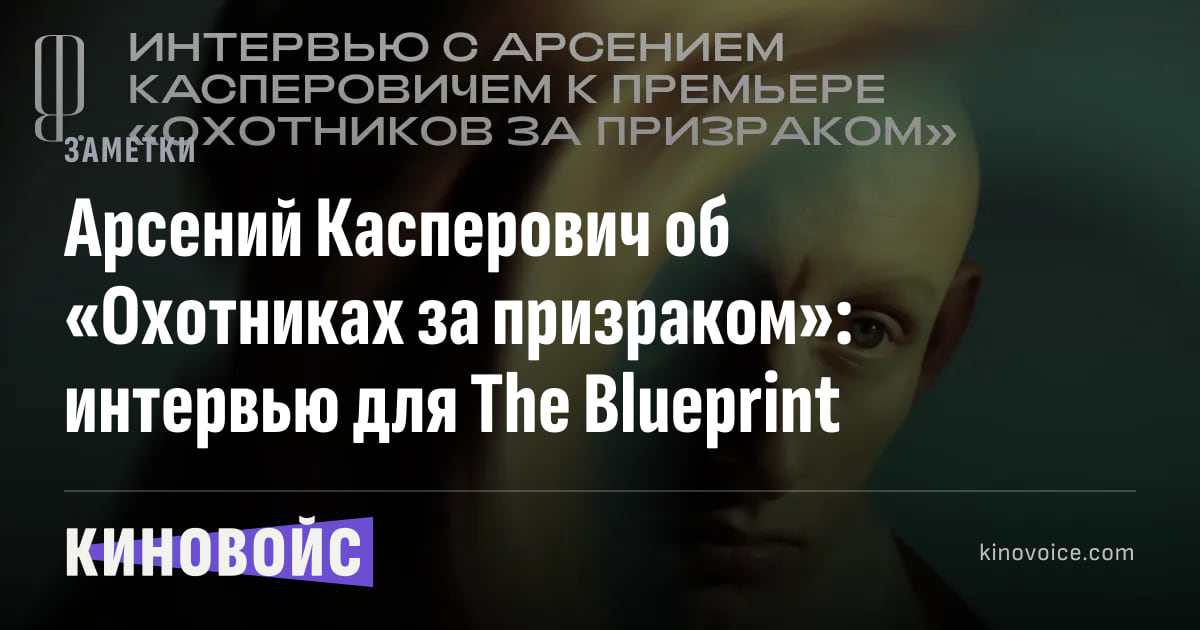 ИНТЕРВЬЮ С АРСЕНИЕМ
КАСПЕРОВИЧЕМ К ПРЕМЬЕРЕ
«ОХОТНИКОВ ЗА ПРИЗРАКОМ»
ЗАМЕТКИ
Арсений Касперович об
«Охотниках за призраком»:
интервью для The Blueprint
КИНОВОЙС
kinovoice.com